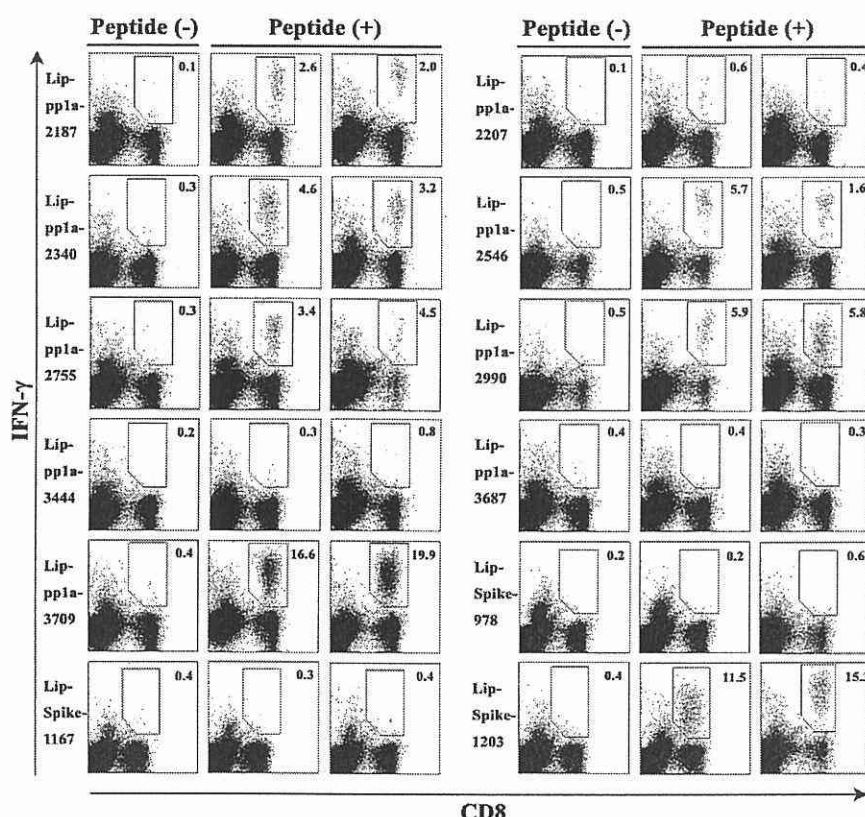 Peptide (-) Peptide (+) Peptide (-) Peptide (+)
IFN-γ
Lip-pp1a-2187 0.1 2.6 2.0
Lip-pp1a-2207 0.1 0.6 0.4
Lip-pp1a-2340 0.3 4.6 3.2
Lip-pp1a-2546 0.5 5.7 1.6
Lip-pp1a-2755 0.3 3.4 4.5
Lip-pp1a-2990 0.5 5.9 5.8
Lip-pp1a-3444 0.2 0.3 0.8
Lip-pp1a-3687 0.4 0.4 0.3
Lip-pp1a-3709 0.4 16.6 19.9
Lip-Spike-978 0.2 0.2 0.6
Lip-Spike-1167 0.4 0.3 0.4
Lip-Spike-1203 0.4 11.5
CD8